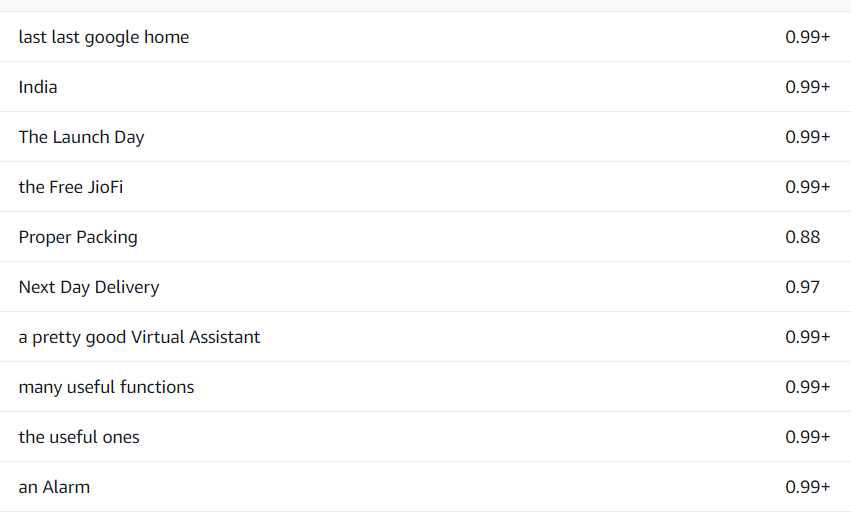 last last google home 0.99+
India 0.99+
The Launch Day 0.99+
the Free JioFi 0.99+
Proper Packing 0.88
Next Day Delivery 0.97
a pretty good Virtual Assistant 0.99+
many useful functions 0.99+
the useful ones 0.99+
an Alarm 0.99+